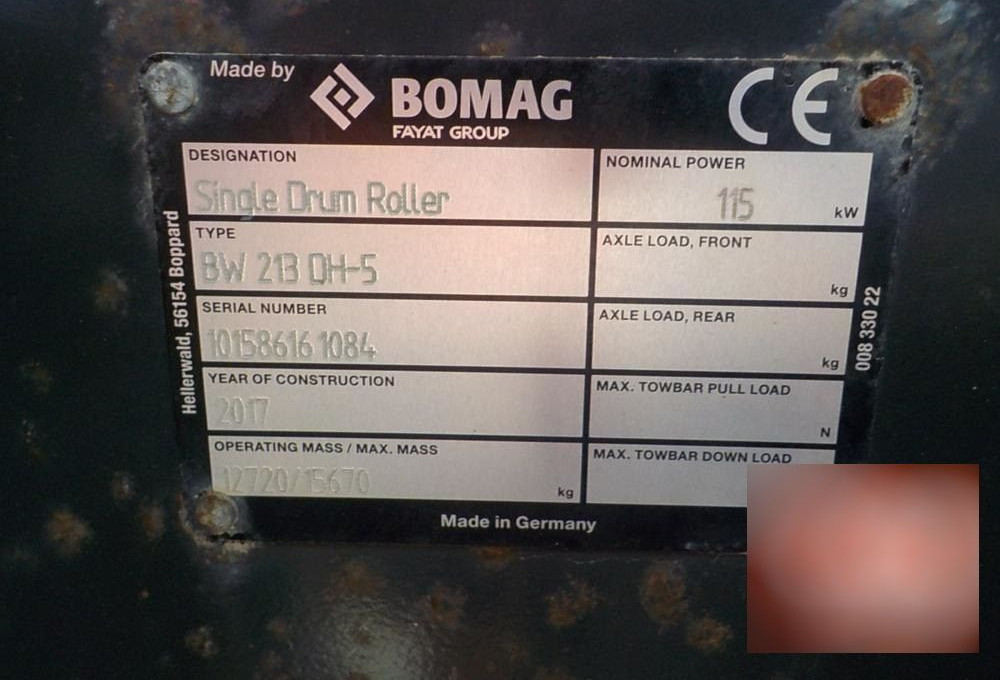 Made by
BOMAG
FAYAT GROUP
CE
DESIGNATION
Single Drum Roller
NOMINAL POWER
115 kW
TYPE
BW 213 DH-5
AXLE LOAD, FRONT
kg
SERIAL NUMBER
10158616 1084
AXLE LOAD, REAR
kg
YEAR OF CONSTRUCTION
2017
MAX. TOWBAR PULL LOAD
N
OPERATING MASS / MAX. MASS
12720/15670 kg
MAX. TOWBAR DOWN LOAD
Made in Germany
Hellerwald, 56154 Boppard
008 330 22